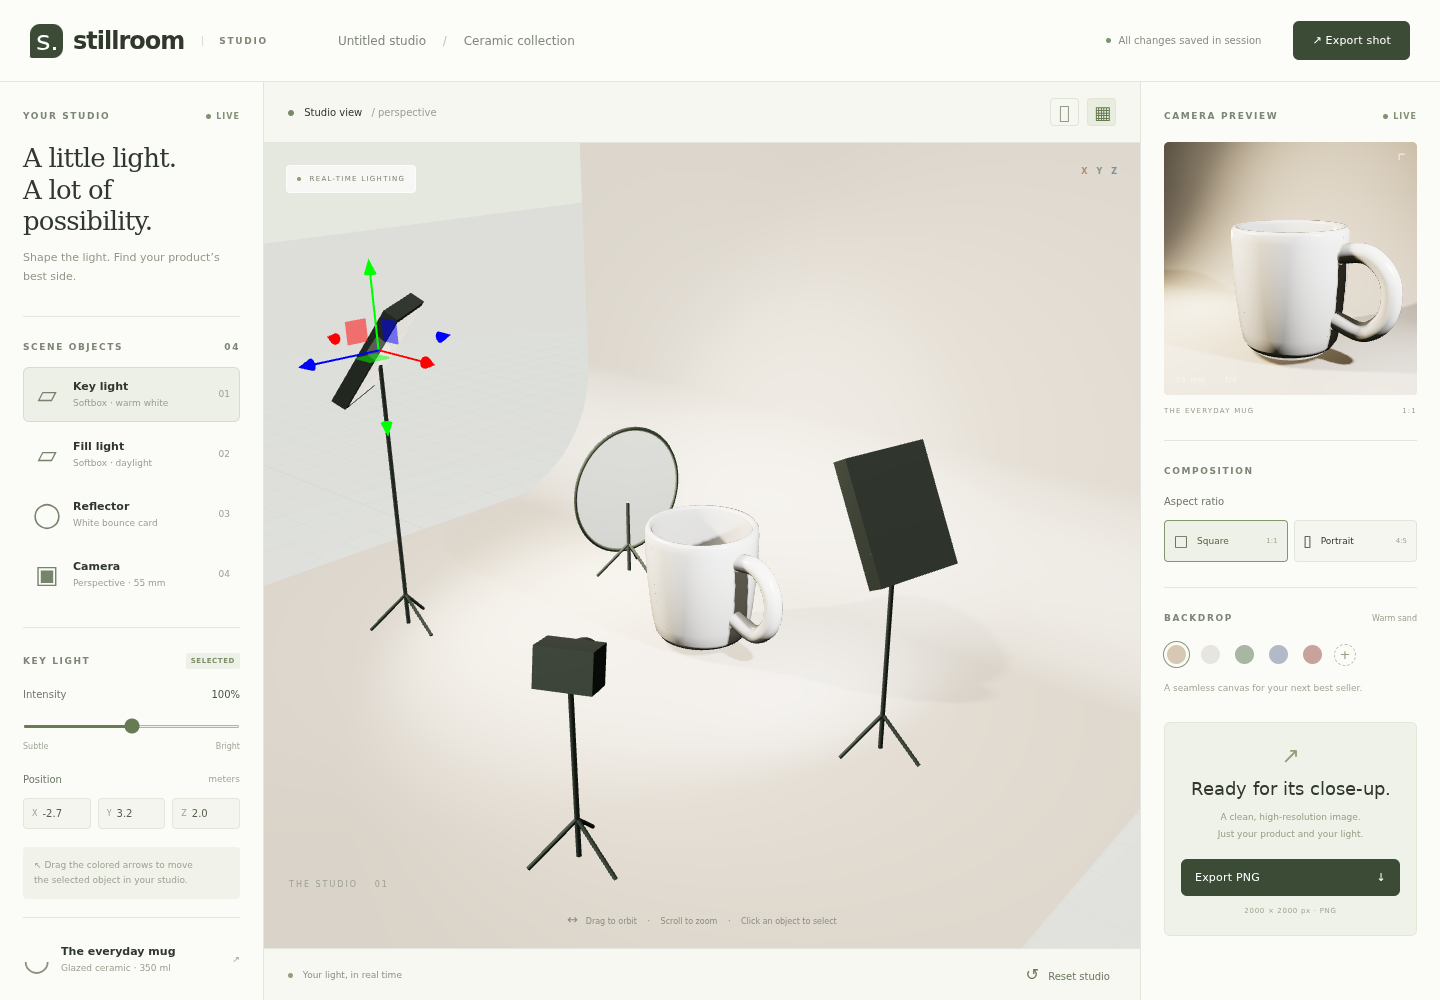 s. stillroom STUDIO
Untitled studio / Ceramic collection
All changes saved in session
↗ Export shot
YOUR STUDIO
LIVE
A little light.
A lot of
possibility.
Shape the light. Find your product’s
best side.
SCENE OBJECTS 04
Key light
Softbox · warm white
01
Fill light
Softbox · daylight
02
Reflector
White bounce card
03
Camera
Perspective · 55 mm
04
KEY LIGHT
SELECTED
Intensity 100%
Subtle Bright
Position meters
X -2.7 Y 3.2 Z 2.0
↖ Drag the colored arrows to move
the selected object in your studio.
The everyday mug
Glazed ceramic · 350 ml
↗
Studio view / perspective
REAL-TIME LIGHTING
X Y Z
THE STUDIO 01
↔ Drag to orbit · Scroll to zoom · Click an object to select
Your light, in real time
↺ Reset studio
CAMERA PREVIEW
LIVE
THE EVERYDAY MUG 1:1
COMPOSITION
Aspect ratio
Square 1:1
Portrait 4:5
BACKDROP Warm sand
+
A seamless canvas for your next best seller.
↗
Ready for its close-up.
A clean, high-resolution image.
Just your product and your light.
Export PNG ↓
2000 × 2000 px · PNG